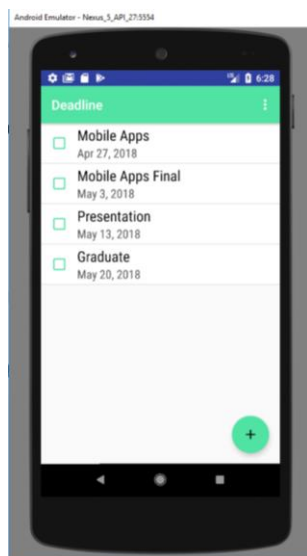 Android Emulator - Nexus_5_API_27:5554
6:28
Deadline
Mobile Apps
Apr 27, 2018
Mobile Apps Final
May 3, 2018
Presentation
May 13, 2018
Graduate
May 20, 2018
+